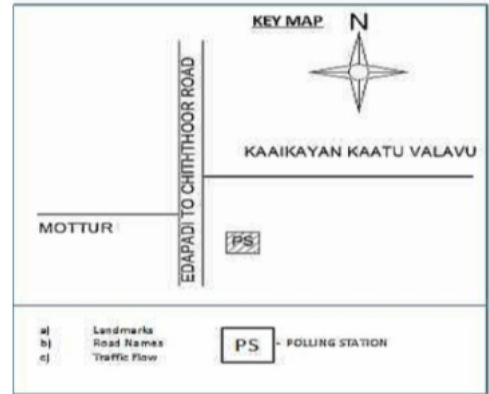 KEY MAP
N
EDAPADI TO CHITHTHOOR ROAD
KAAIKAYAN KAATU VALAVU
MOTTUR
PS
a) Landmarks
b) Road Names
c) Traffic Flow
PS - POLLING STATION